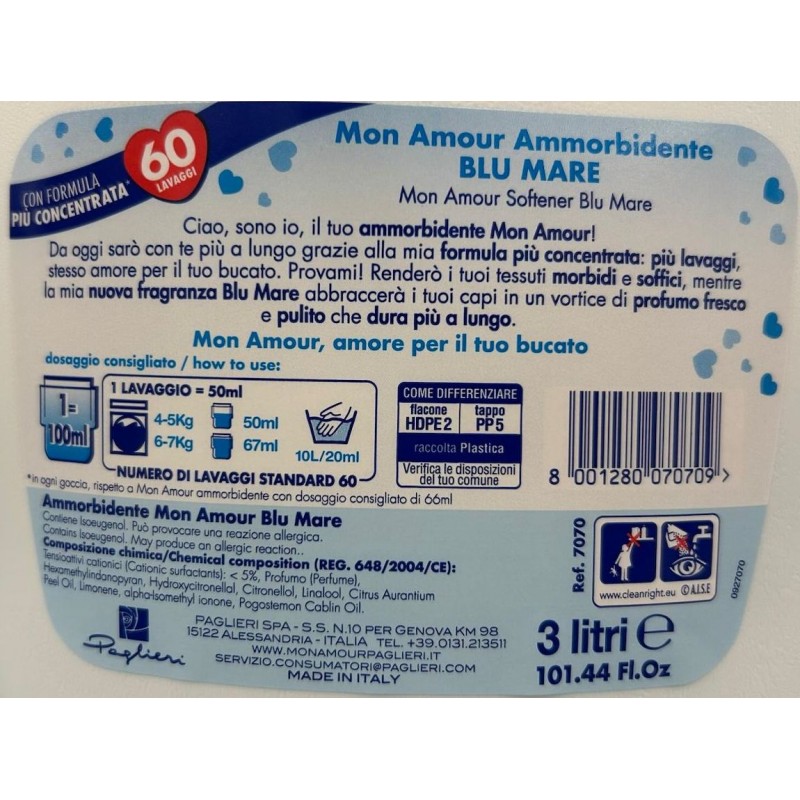 60
LAVAGGI
CON FORMULA
PIÙ CONCENTRATA*
Mon Amour Ammorbidente
BLU MARE
Mon Amour Softener Blu Mare
Ciao, sono io, il tuo ammorbidente Mon Amour!
Da oggi sarò con te più a lungo grazie alla mia formula più concentrata: più lavaggi,
stesso amore per il tuo bucato. Provami! Renderò i tuoi tessuti morbidi e soffici, mentre
la mia nuova fragranza Blu Mare abbraccerà i tuoi capi in un vortice di profumo fresco
e pulito che dura più a lungo.
Mon Amour, amore per il tuo bucato
dosaggio consigliato / how to use:
1=
100ml
1 LAVAGGIO = 50ml
4-5Kg 50ml
6-7Kg 67ml
10L/20ml
NUMERO DI LAVAGGI STANDARD 60
COME DIFFERENZIARE
flacone tappo
HDPE2 PP5
raccolta Plastica
Verifica le disposizioni
del tuo comune
8 001280 070709 >
*in ogni goccia, rispetto a Mon Amour ammorbidente con dosaggio consigliato di 66ml
Ammorbidente Mon Amour Blu Mare
Contiene Isoeugenol. Può provocare una reazione allergica.
Contains Isoeugenol. May produce an allergic reaction..
Composizione chimica/Chemical composition (REG. 648/2004/CE):
Tensioattivi cationici (Cationic surfactants): < 5%, Profumo (Perfume),
Hexamethylindanopyran, Hydroxycitronellal, Citronellol, Linalool, Citrus Aurantium
Peel Oil, Limonene, alpha-Isomethyl ionone, Pogostemon Cablin Oil.
Ref. 7070
www.cleanright.eu © A.I.S.E
0927070
Paglieri
PAGLIERI SPA - S.S. N.10 PER GENOVA KM 98
15122 ALESSANDRIA - ITALIA TEL. +39.0131.213511
WWW.MONAMOURPAGLIERI.IT
SERVIZIO.CONSUMATORI@PAGLIERI.COM
MADE IN ITALY
3 litri e
101.44 Fl.Oz